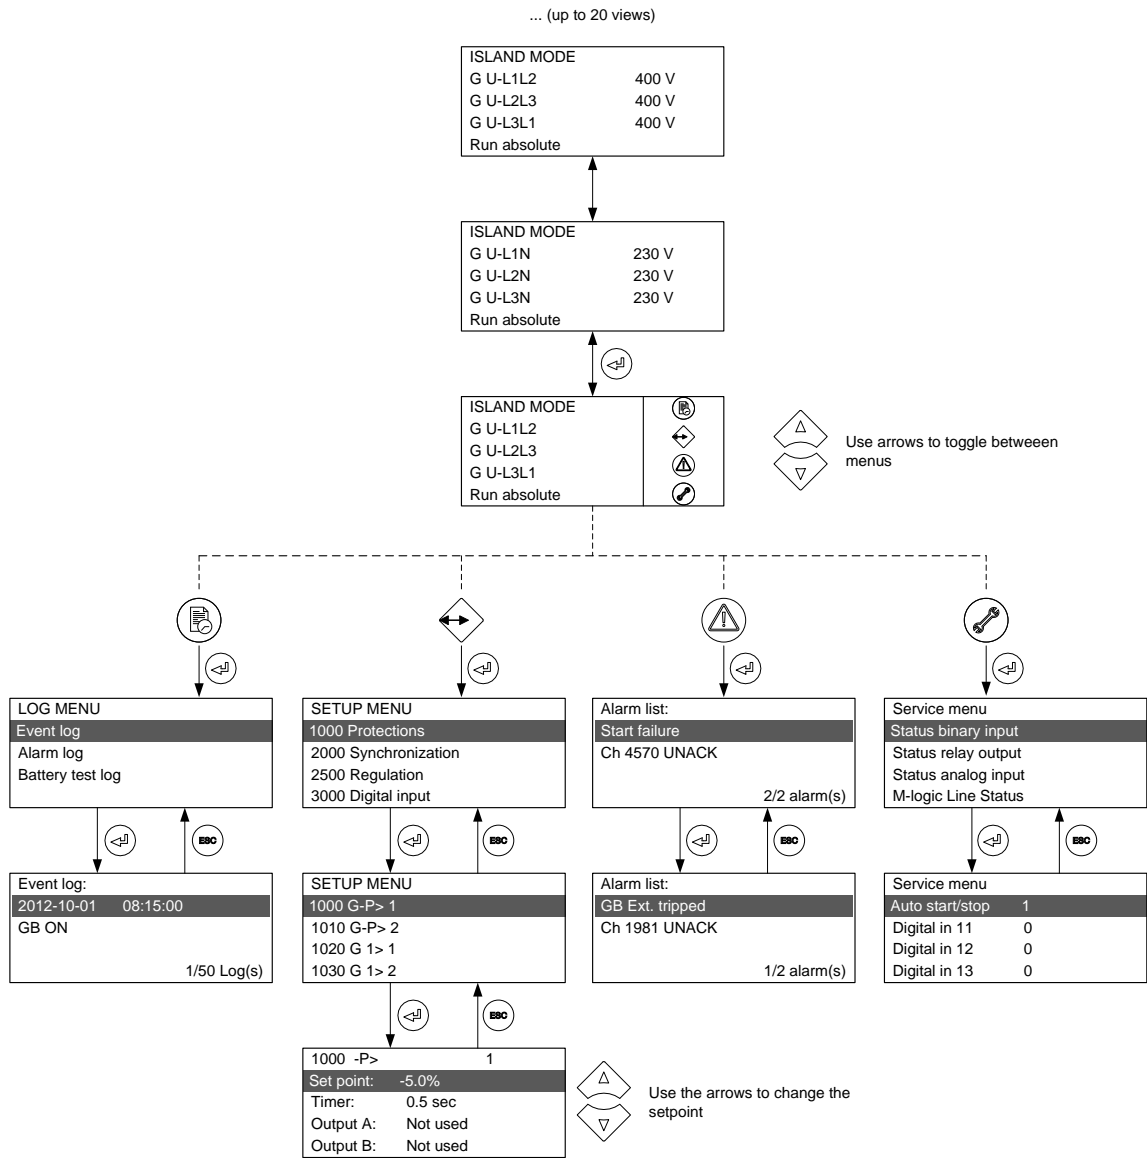 ... (up to 20 views)
ISLAND MODE
G U-L1L2 400 V
G U-L2L3 400 V
G U-L3L1 400 V
Run absolute
ISLAND MODE
G U-L1N 230 V
G U-L2N 230 V
G U-L3N 230 V
Run absolute
ISLAND MODE
G U-L1L2
G U-L2L3
G U-L3L1
Run absolute
Use arrows to toggle betweeen
menus
LOG MENU
Event log
Alarm log
Battery test log
SETUP MENU
1000 Protections
2000 Synchronization
2500 Regulation
3000 Digital input
Alarm list:
Start failure
Ch 4570 UNACK
2/2 alarm(s)
Service menu
Status binary input
Status relay output
Status analog input
M-logic Line Status
ESC
ESC
ESC
ESC
Event log:
2012-10-01 08:15:00
GB ON
1/50 Log(s)
SETUP MENU
1000 G-P> 1
1010 G-P> 2
1020 G 1> 1
1030 G 1> 2
Alarm list:
GB Ext. tripped
Ch 1981 UNACK
1/2 alarm(s)
Service menu
Auto start/stop 1
Digital in 11 0
Digital in 12 0
Digital in 13 0
ESC
1000 -P> 1
Set point: -5.0%
Timer: 0.5 sec
Output A: Not used
Output B: Not used
Use the arrows to change the
setpoint